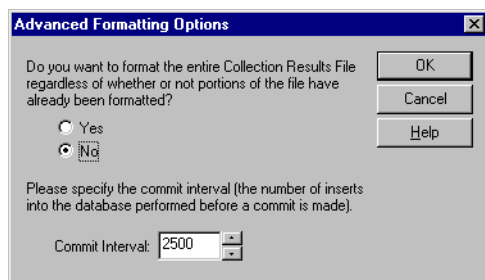 Advanced Formatting Options
Do you want to format the entire Collection Results File
regardless of whether or not portions of the file have
already been formatted?
Yes
No
OK
Cancel
Help
Please specify the commit interval (the number of inserts
into the database performed before a commit is made).
Commit Interval: 2500